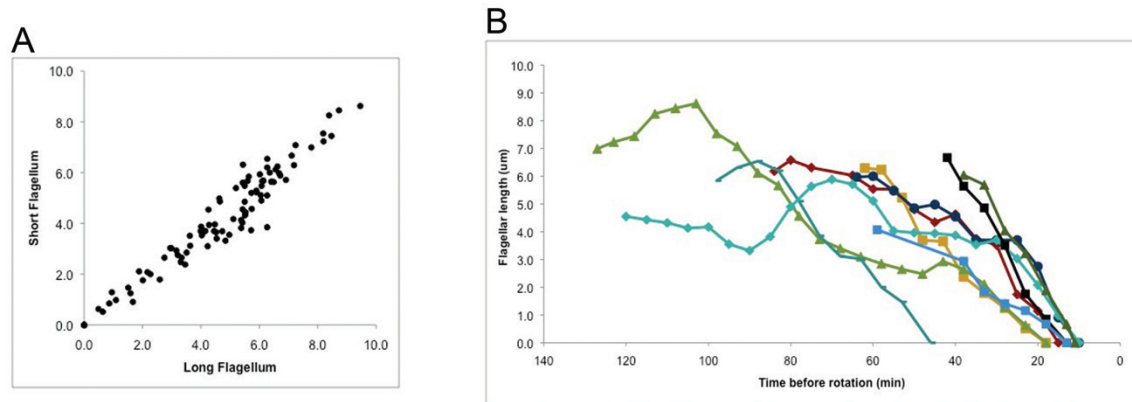 A
B
10.0
8.0
6.0
4.0
2.0
0.0
Short Flagellum
0.0 2.0 4.0 6.0 8.0 10.0
Long Flagellum
10.0
9.0
8.0
7.0
6.0
5.0
4.0
3.0
2.0
1.0
0.0
Flagellar length (um)
140 120 100 80 60 40 20 0
Time before rotation (min)